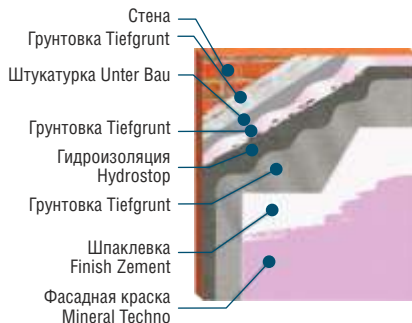 Стена
Грунтовка Tiefgrunt
Штукатурка Unter Bau
Грунтовка Tiefgrunt
Гидроизоляция
Hydrostop
Грунтовка Tiefgrunt
Шпаклевка
Finish Zement
Фасадная краска
Mineral Techno